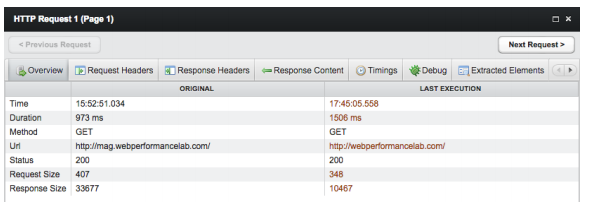 HTTP Request 1 (Page 1)
< Previous Request Next Request >
Overview Request Headers Response Headers Response Content Timings Debug Extracted Elements
ORIGINAL LAST EXECUTION
Time 15:52:51.034 17:45:05.558
Duration 973 ms 1506 ms
Method GET GET
Url http://mag.webperformancelab.com/ http://webperformancelab.com/
Status 200 200
Request Size 407 348
Response Size 33677 10467